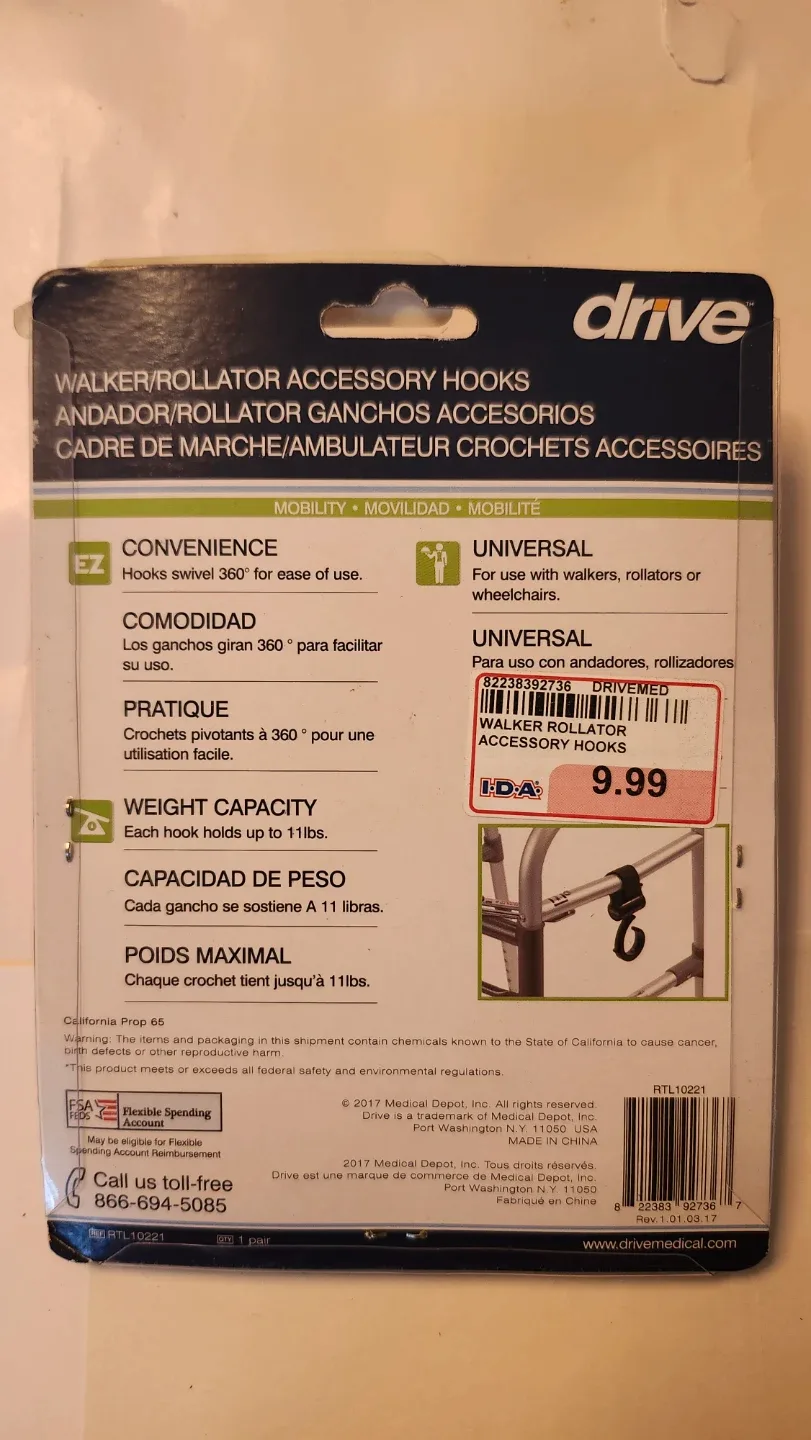 drive™
WALKER/ROLLATOR ACCESSORY HOOKS
ANDADOR/ROLLATOR GANCHOS ACCESORIOS
CADRE DE MARCHE/AMBULATEUR CROCHETS ACCESSOIRES
MOBILITY • MOVILIDAD • MOBILITÉ
EZ
CONVENIENCE
Hooks swivel 360° for ease of use.
COMODIDAD
Los ganchos giran 360 ° para facilitar
su uso.
PRATIQUE
Crochets pivotants à 360 ° pour une
utilisation facile.
WEIGHT CAPACITY
Each hook holds up to 11lbs.
CAPACIDAD DE PESO
Cada gancho se sostiene A 11 libras.
POIDS MAXIMAL
Chaque crochet tient jusqu'à 11lbs.
UNIVERSAL
For use with walkers, rollators or
wheelchairs.
UNIVERSAL
Para uso con andadores, rollizadores
82238392736 DRIVEMED
WALKER ROLLATOR
ACCESSORY HOOKS
I·D·A·
9.99
California Prop 65
Warning: The items and packaging in this shipment contain chemicals known to the State of California to cause cancer,
birth defects or other reproductive harm.
*This product meets or exceeds all federal safety and environmental regulations.
FSA
FEDS
Flexible Spending
Account
May be eligible for Flexible
Spending Account Reimbursement
Call us toll-free
866-694-5085
© 2017 Medical Depot, Inc. All rights reserved.
Drive is a trademark of Medical Depot, Inc.
Port Washington N.Y. 11050 USA
MADE IN CHINA
2017 Medical Depot, Inc. Tous droits réservés.
Drive est une marque de commerce de Medical Depot, Inc.
Port Washington N.Y. 11050
Fabriqué en Chine
RTL10221
8 22383 92736 7
Rev.1.01.03.17
REF RTL10221
QTY 1 pair
www.drivemedical.com